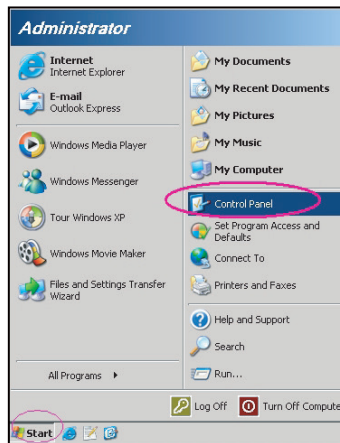 Administrator
Internet
Internet Explorer
E-mail
Outlook Express
Windows Media Player
Windows Messenger
Tour Windows XP
Windows Movie Maker
Files and Settings Transfer
Wizard
All Programs
My Documents
My Recent Documents
My Pictures
My Music
My Computer
Control Panel
Set Program Access and
Defaults
Connect To
Printers and Faxes
Help and Support
Search
Run...
Log Off
Turn Off Compute
Start